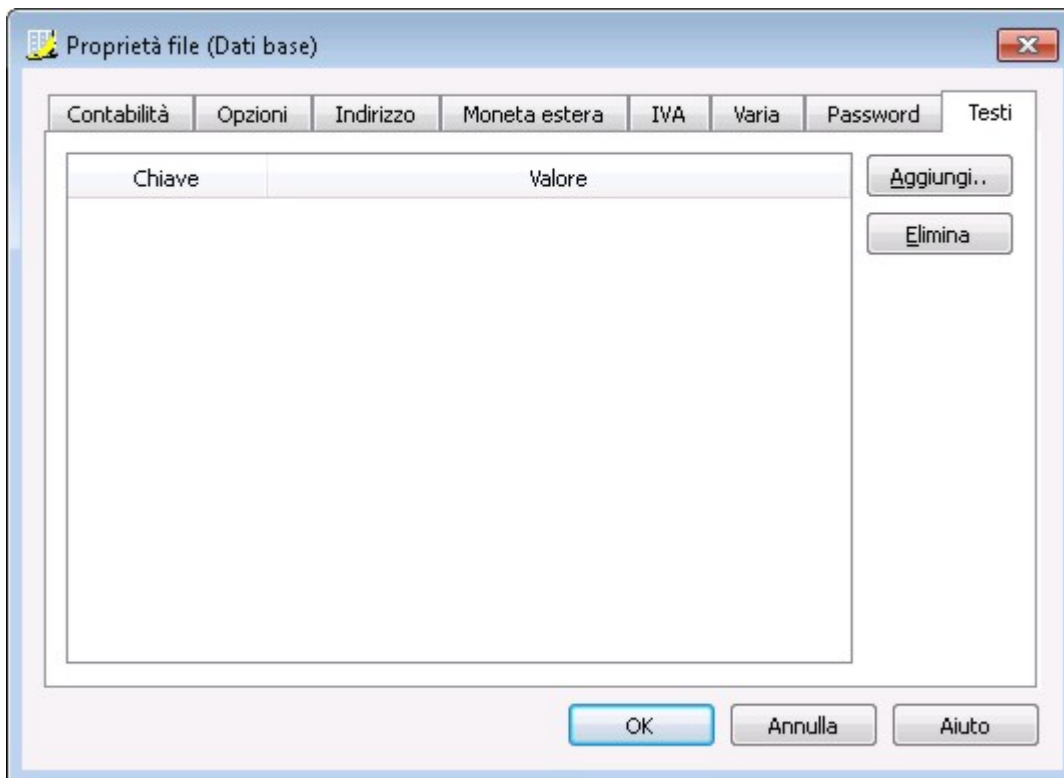 Proprietà file (Dati base)
Contabilità Opzioni Indirizzo Moneta estera IVA Varia Password Testi
Chiave Valore Aggiungi..
Elimina
OK Annulla Aiuto